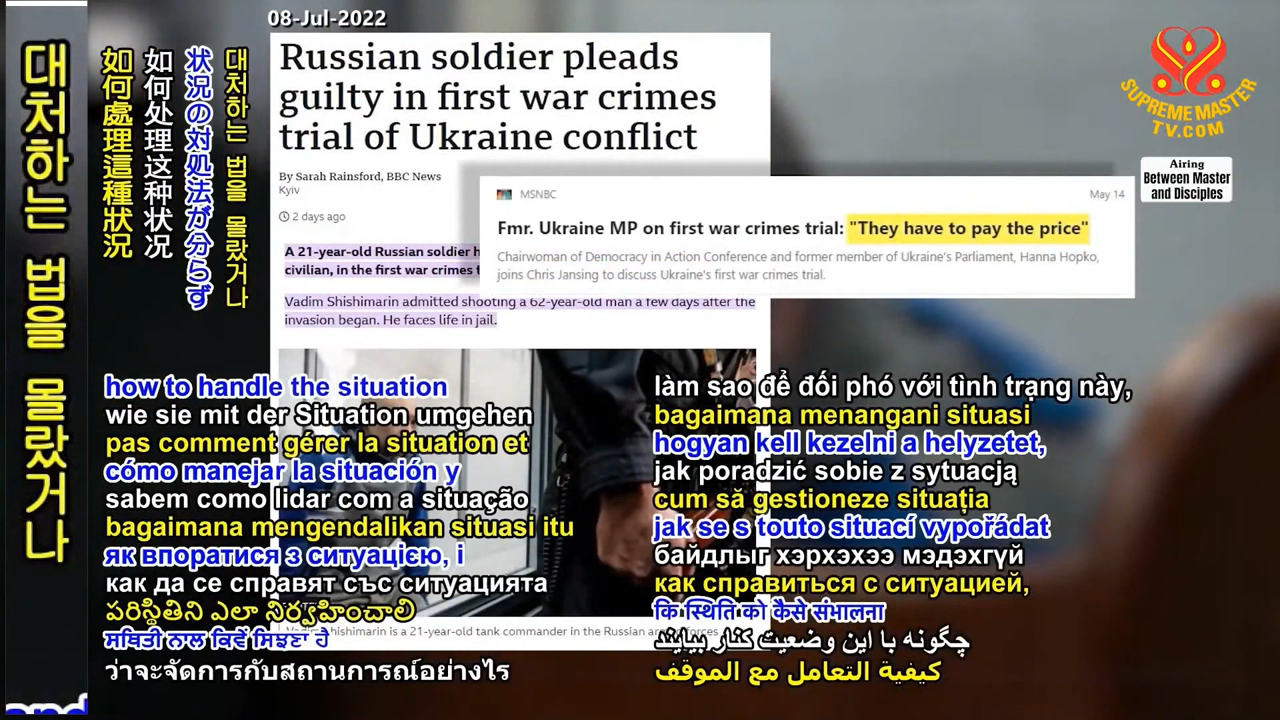 08-Jul-2022
대처하는 법을 몰랐거나
如何處理這種狀況
如何处理这种状况
状況の対処法が分らず
대처하는 법을 몰랐거나
Russian soldier pleads
guilty in first war crimes
trial of Ukraine conflict
By Sarah Rainsford, BBC News
Kyiv
2 days ago
A 21-year-old Russian soldier h
civilian, in the first war crimes t
Vadim Shishimarin admitted shooting a 62-year-old man a few days after the
invasion began. He faces life in jail.
MSNBC
May 14
Fmr. Ukraine MP on first war crimes trial: "They have to pay the price"
Chairwoman of Democracy in Action Conference and former member of Ukraine's Parliament, Hanna Hopko,
joins Chris Jansing to discuss Ukraine's first war crimes trial.
SUPREME MASTER
TV.COM
Airing
Between Master
and Disciples
how to handle the situation
wie sie mit der Situation umgehen
pas comment gérer la situation et
cómo manejar la situación y
sabem como lidar com a situação
bagaimana mengendalikan situasi itu
як впоратися з ситуацією, і
как да се справят със ситуацията
పరిస్థితిని ఎలా నిర్వహించాలి
ਸਥਿਤੀ ਨਾਲ ਕਿਵੇਂ ਸਿਝਣਾ ਹੈ
ว่าจะจัดการกับสถานการณ์อย่างไร
làm sao để đối phó với tình trạng này,
bagaimana menangani situasi
hogyan kell kezelni a helyzetet,
jak poradzić sobie z sytuacją
cum să gestioneze situația
jak se s touto situací vypořádat
байдлыг хэрхэхээ мэдэхгүй
как справиться с ситуацией,
कि स्थिति को कैसे संभालना
چگونه با این وضعیت کنار بیایند
كيفية التعامل مع الموقف
Vadim Shishimarin is a 21-year-old tank commander in the Russian forces